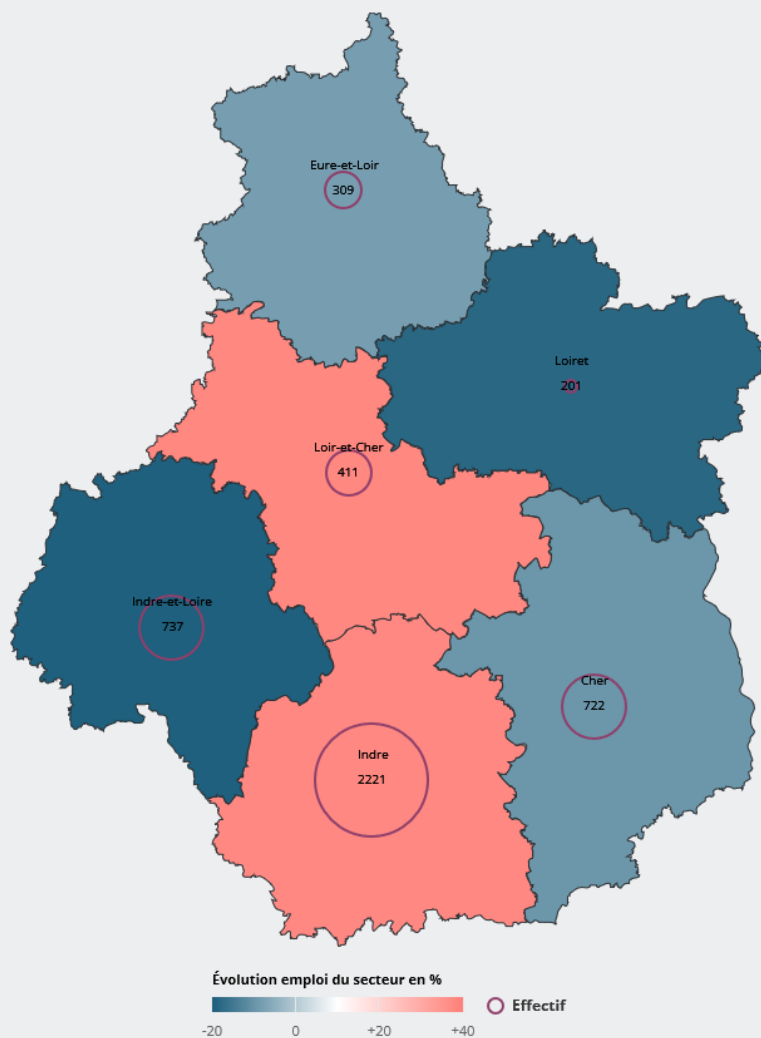 Eure-et-Loir
309
Loiret
201
Loir-et-Cher
411
Indre-et-Loire
737
Cher
722
Indre
2221
Évolution emploi du secteur en %
Effectif
-20 0 +20 +40